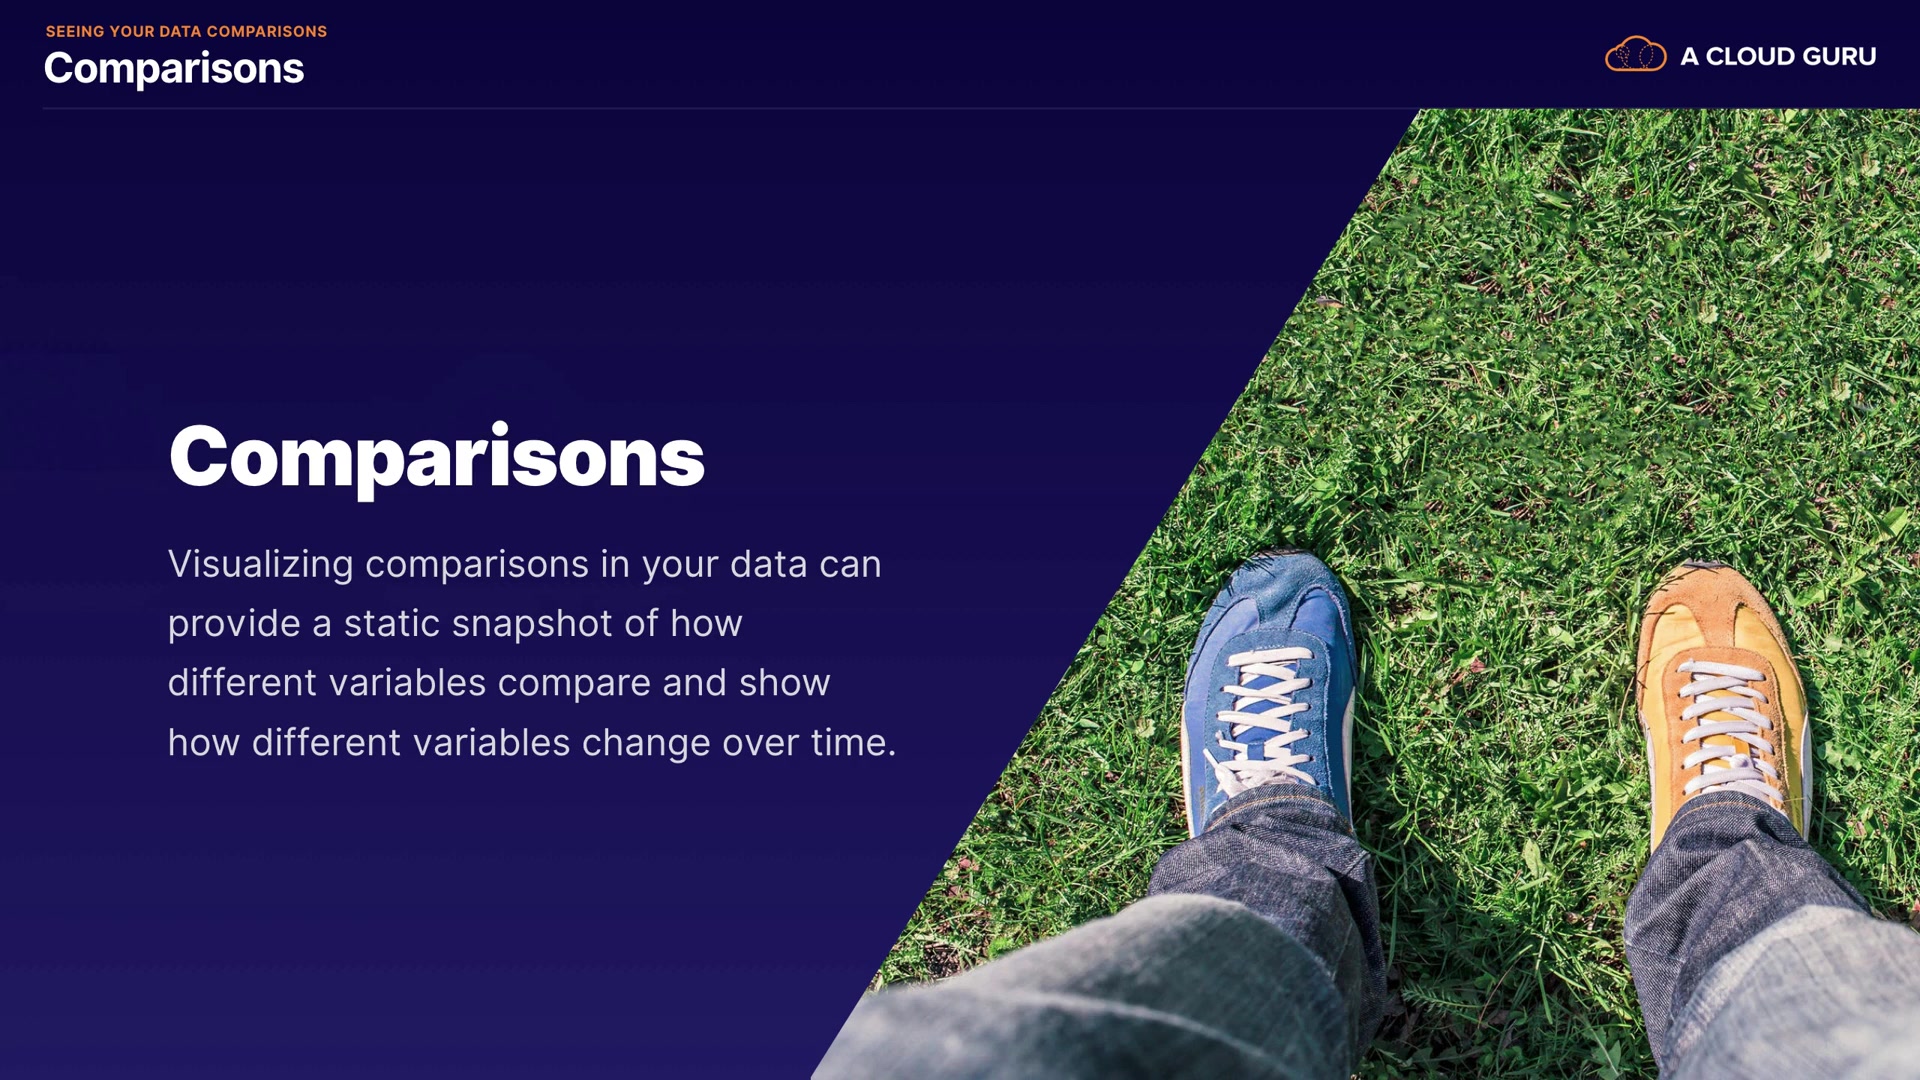 SEEING YOUR DATA COMPARISONS
Comparisons
A CLOUD GURU
Comparisons
Visualizing comparisons in your data can
provide a static snapshot of how
different variables compare and show
how different variables change over time.